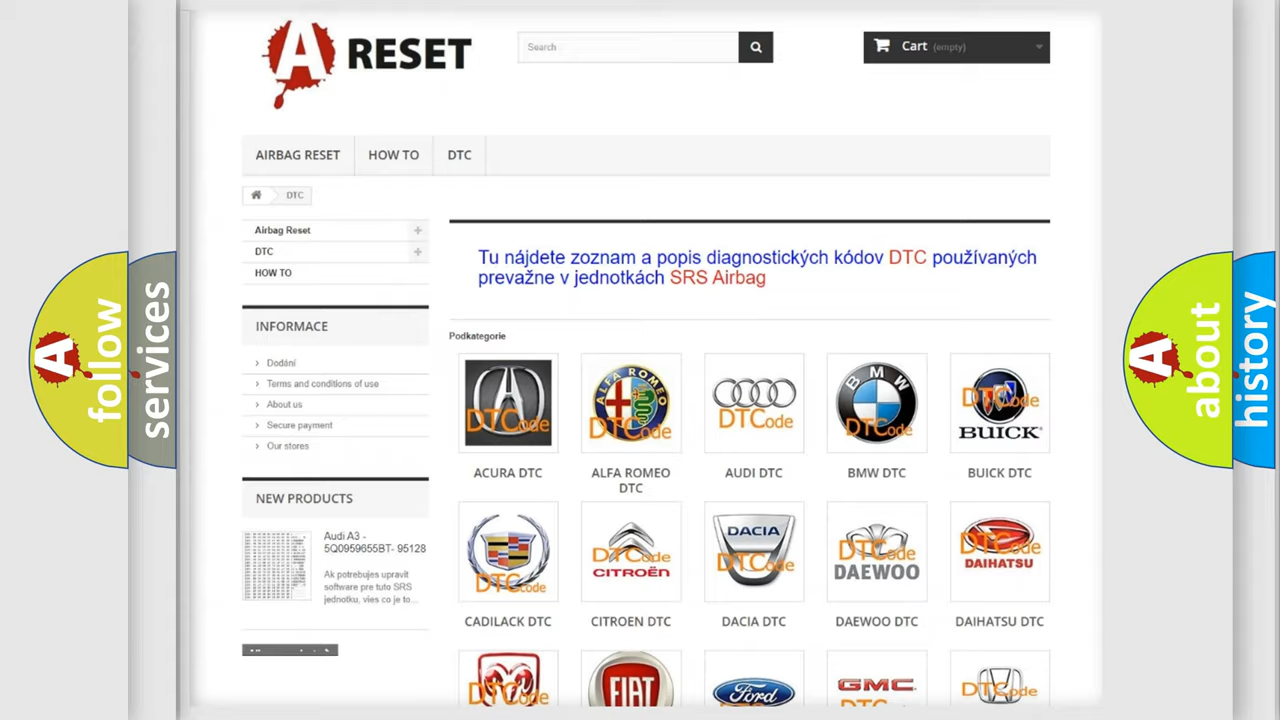 A RESET
Search
Cart (empty)
AIRBAG RESET
HOW TO
DTC
DTC
Airbag Reset
DTC
HOW TO
INFORMACE
Dodání
Terms and conditions of use
About us
Secure payment
Our stores
NEW PRODUCTS
Audi A3 -
5Q0959655BT- 95128
Ak potrebujes upravit
software pre tuto SRS
jednotku, vies co je to...
Tu nájdete zoznam a popis diagnostických kódov DTC používaných
prevažne v jednotkách SRS Airbag
Podkategorie
DTCode
ALFA ROMEO
DTCode
DTCode
BMW
DTCode
DTCode
BUICK
ACURA DTC
ALFA ROMEO
DTC
AUDI DTC
BMW DTC
BUICK DTC
DTCode
DTCode
CITROËN
DACIA
DTCode
DTCode
DAEWOO
DTCode
DAIHATSU
CADILACK DTC
CITROEN DTC
DACIA DTC
DAEWOO DTC
DAIHATSU DTC
DTCode
FIAT
Ford
GMC
DTCode
A follow
services
A about
history